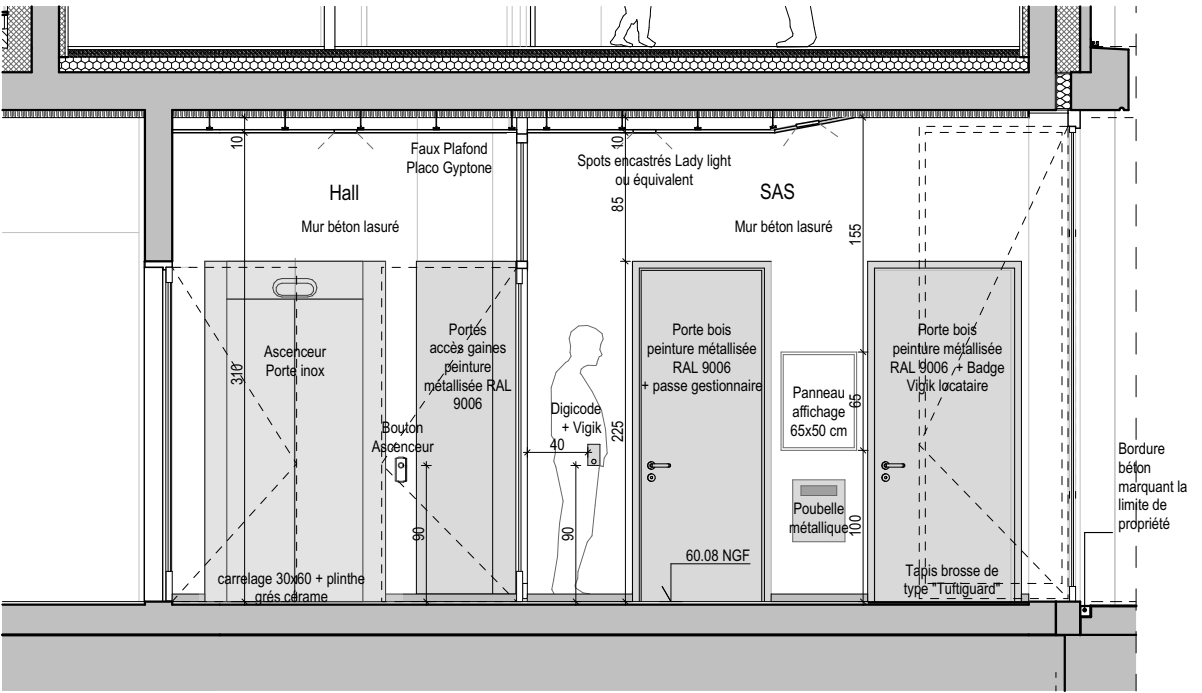 10
Faux Plafond
Placo Gyptone
10
Spots encastrés Lady light
ou équivalent
Hall
SAS
85
Mur béton lasuré
Mur béton lasuré
155
Ascenceur
Porte inox
310
Portes
accès gaines
peinture
métallisée RAL
9006
Porte bois
peinture métallisée
RAL 9006
+ passe gestionnaire
Porte bois
peinture métallisée
RAL 9006 + Badge
Vigik locataire
Panneau
affichage
65x50 cm
65
Digicode
+ Vigik
40
225
Bouton
Ascenceur
Bordure
béton
marquant la
limite de
propriété
Poubelle
métallique
100
90
90
60.08 NGF
carrelage 30x60 + plinthe
grés cérame
Tapis brosse de
type "Tuftiguard"